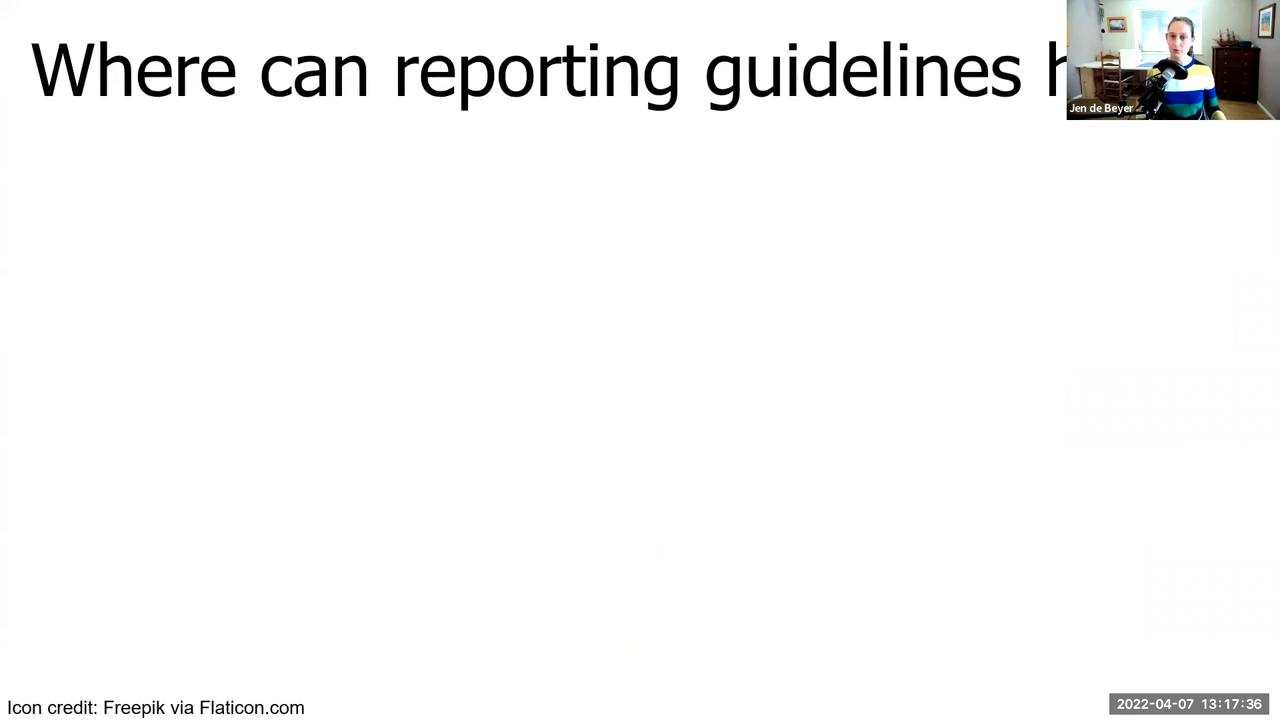 Where can reporting guidelines
Jen de Beyer
Icon credit: Freepik via Flaticon.com
2022-04-07 13:17:36